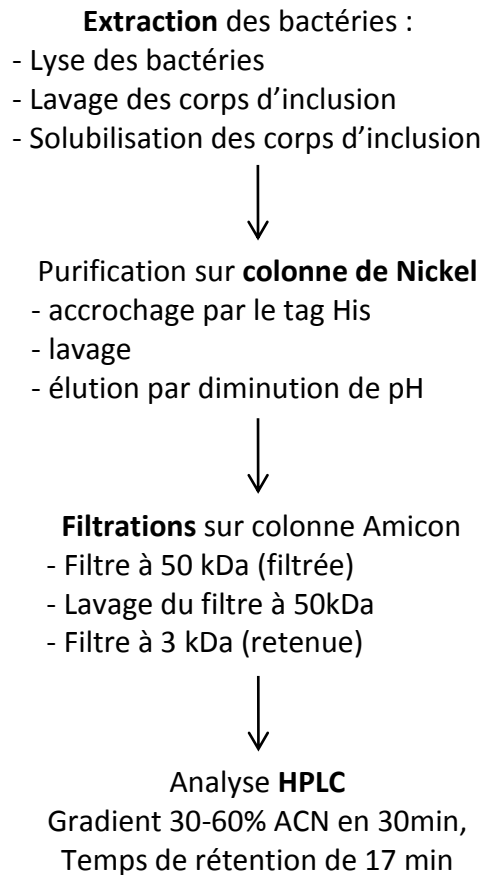 Extraction des bactéries :
- Lyse des bactéries
- Lavage des corps d’inclusion
- Solubilisation des corps d’inclusion
Purification sur colonne de Nickel
- accrochage par le tag His
- lavage
- élution par diminution de pH
Filtrations sur colonne Amicon
- Filtre à 50 kDa (filtrée)
- Lavage du filtre à 50kDa
- Filtre à 3 kDa (retenue)
Analyse HPLC
Gradient 30-60% ACN en 30min,
Temps de rétention de 17 min